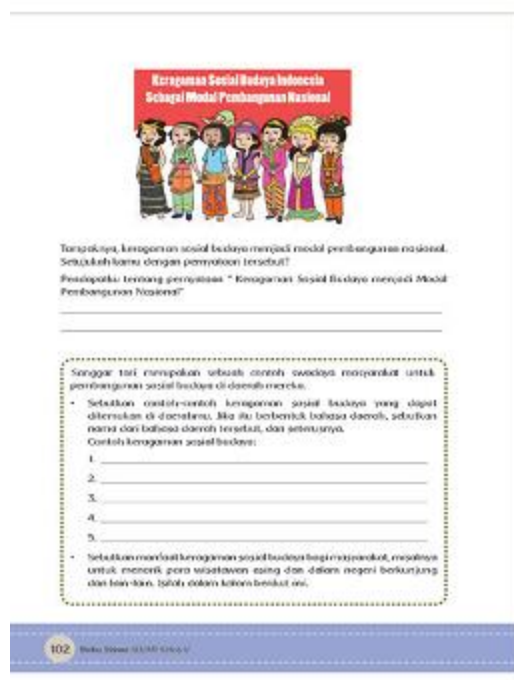 Keragaman Sosial Budaya Indonesia
Sebagai Modal Pembangunan Nasional
Tampaknya, keragaman sosial budaya menjadi modal pembangunan nasional.
Setujukah kamu dengan pernyataan tersebut?
Pendapatku tentang pernyataan " Keragaman Sosial Budaya menjadi Modal
Pembangunan Nasional"
Sanggar tari merupakan sebuah contoh swadaya masyarakat untuk
pembangunan sosial budaya di daerah mereka.
• Sebutkan contoh-contoh keragaman sosial budaya yang dapat
ditemukan di daerahmu. Jika itu berbentuk bahasa daerah, sebutkan
nama dari bahasa daerah tersebut, dan seterusnya.
Contoh keragaman sosial budaya:
1.
2.
3.
4.
5.
• Sebutkan manfaat keragaman sosial budaya bagi masyarakat, misalnya
untuk menarik para wisatawan asing dan dalam negeri berkunjung
dan lain-lain. Isilah dalam kolom berikut ini.
102 Buku Siswa